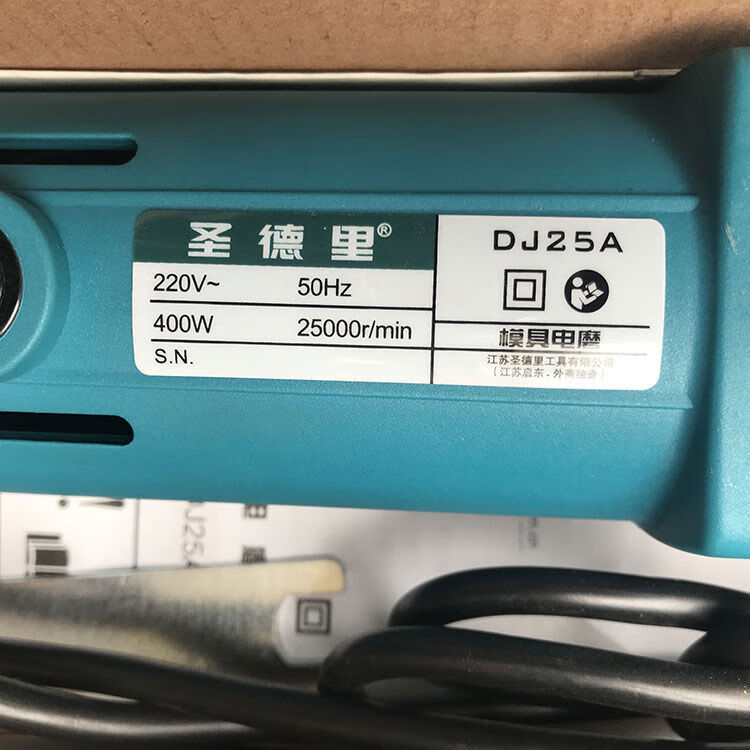 圣德里®
220V~ 50Hz
400W 25000r/min
S.N.
DJ25A
模具电磨
江苏圣德里工具有限公司
(江苏启东·外商独资)
DJ25A